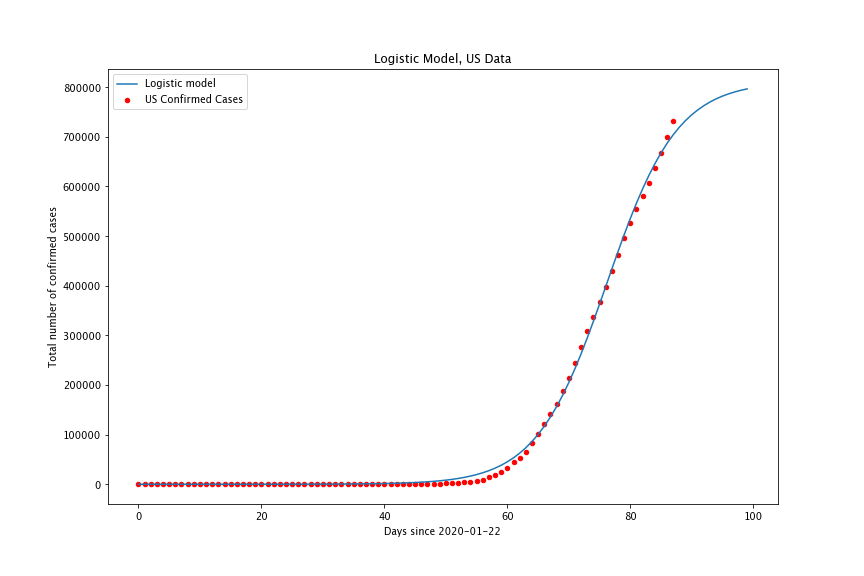 Logistic Model, US Data
Logistic model
US Confirmed Cases
Total number of confirmed cases
800000
700000
600000
500000
400000
300000
200000
100000
0
0 20 40 60 80 100
Days since 2020-01-22